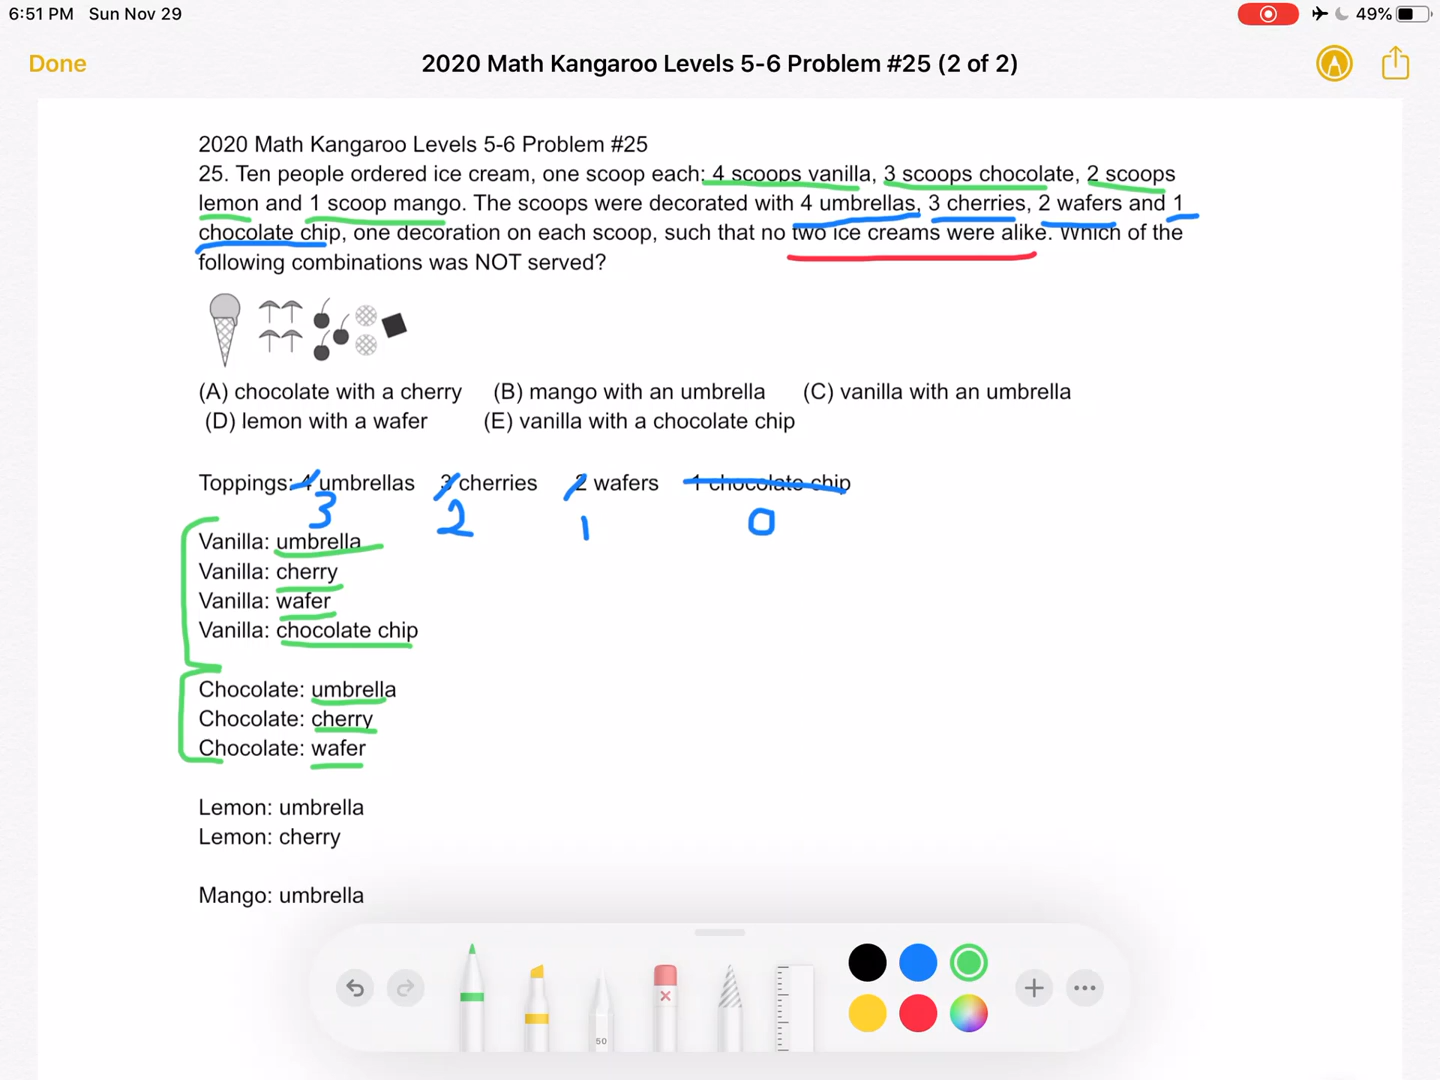 6:51 PM Sun Nov 29
49%
Done
2020 Math Kangaroo Levels 5-6 Problem #25 (2 of 2)
2020 Math Kangaroo Levels 5-6 Problem #25
25. Ten people ordered ice cream, one scoop each: 4 scoops vanilla, 3 scoops chocolate, 2 scoops
lemon and 1 scoop mango. The scoops were decorated with 4 umbrellas, 3 cherries, 2 wafers and 1
chocolate chip, one decoration on each scoop, such that no two ice creams were alike. Which of the
following combinations was NOT served?
(A) chocolate with a cherry (B) mango with an umbrella (C) vanilla with an umbrella
(D) lemon with a wafer (E) vanilla with a chocolate chip
Toppings: 4 umbrellas 3 cherries 2 wafers 1 chocolate chip
3 2 1 0
Vanilla: umbrella
Vanilla: cherry
Vanilla: wafer
Vanilla: chocolate chip
Chocolate: umbrella
Chocolate: cherry
Chocolate: wafer
Lemon: umbrella
Lemon: cherry
Mango: umbrella
50